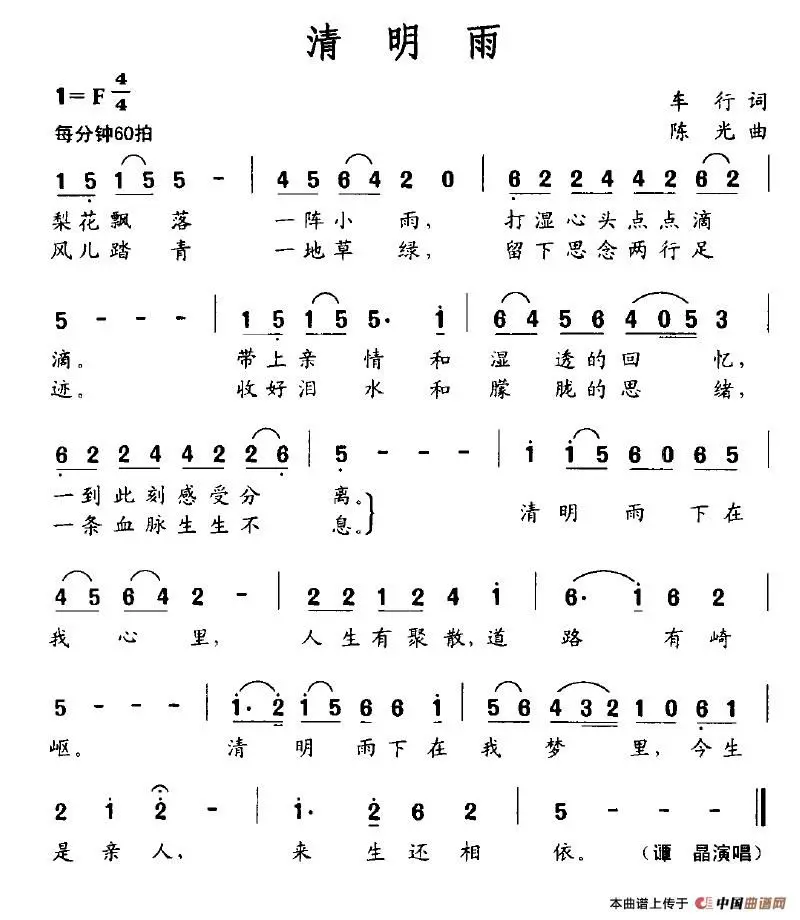 清 明 雨
1= F 4/4
车 行 词
每分钟60拍
陈 光 曲
1 5 1 5 5 - | 4 5 6 4 2 0 | 6 2 2 4 4 2 6 2
梨花飘 落 一阵小 雨, 打湿心头点点滴
风儿踏 青 一地草 绿, 留下思念两行足
5 - - - | 1 5 1 5 5· i | 6 4 5 6 4 0 5 3
滴。 带上亲 情 和 湿 透的回 忆,
迹。 收好泪 水 和 朦 胧的思 绪,
6 2 2 4 4 2 2 6 | 5 - - - | i i 5 6 0 6 5
一到此刻感受分 离。
一条血脉生生不 息。
清 明 雨 下在
4 5 6 4 2 - | 2 2 1 2 4 i | 6· i 6 2
我 心 里, 人生有聚散,道 路 有崎
5 - - - | i· 2 i 5 6 6 i | 5 6 4 3 2 1 0 6 1
岖。 清 明 雨下在 我 梦 里, 今生
2 i 2 - | i· 2 6 2 | 5 - - -
是 亲 人, 来 生 还 相 依。 (谭 晶演唱)
本曲谱上传于 中国曲谱网